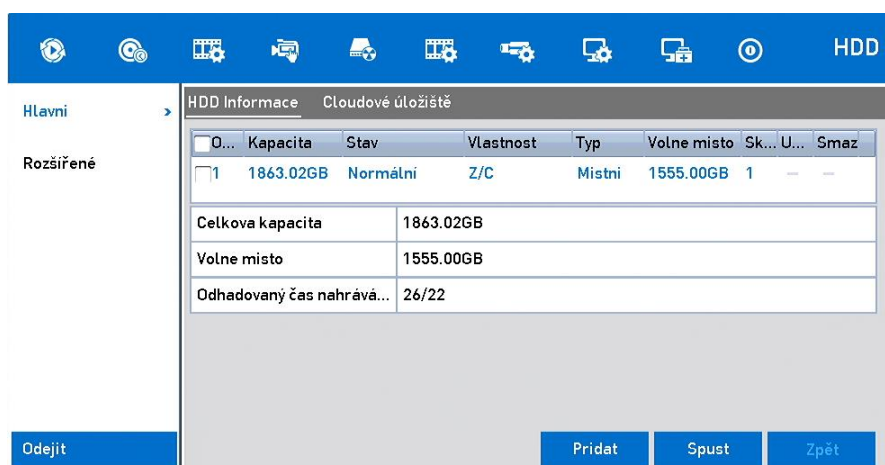 HDD
Hlavni
Rozšířené
HDD Informace Cloudové úložiště
O... Kapacita Stav Vlastnost Typ Volne misto Sk... U... Smaz
1 1863.02GB Normální Z/C Mistni 1555.00GB 1 — —
Celkova kapacita 1863.02GB
Volne misto 1555.00GB
Odhadovaný čas nahrává... 26/22
Odejit Pridat Spust Zpět